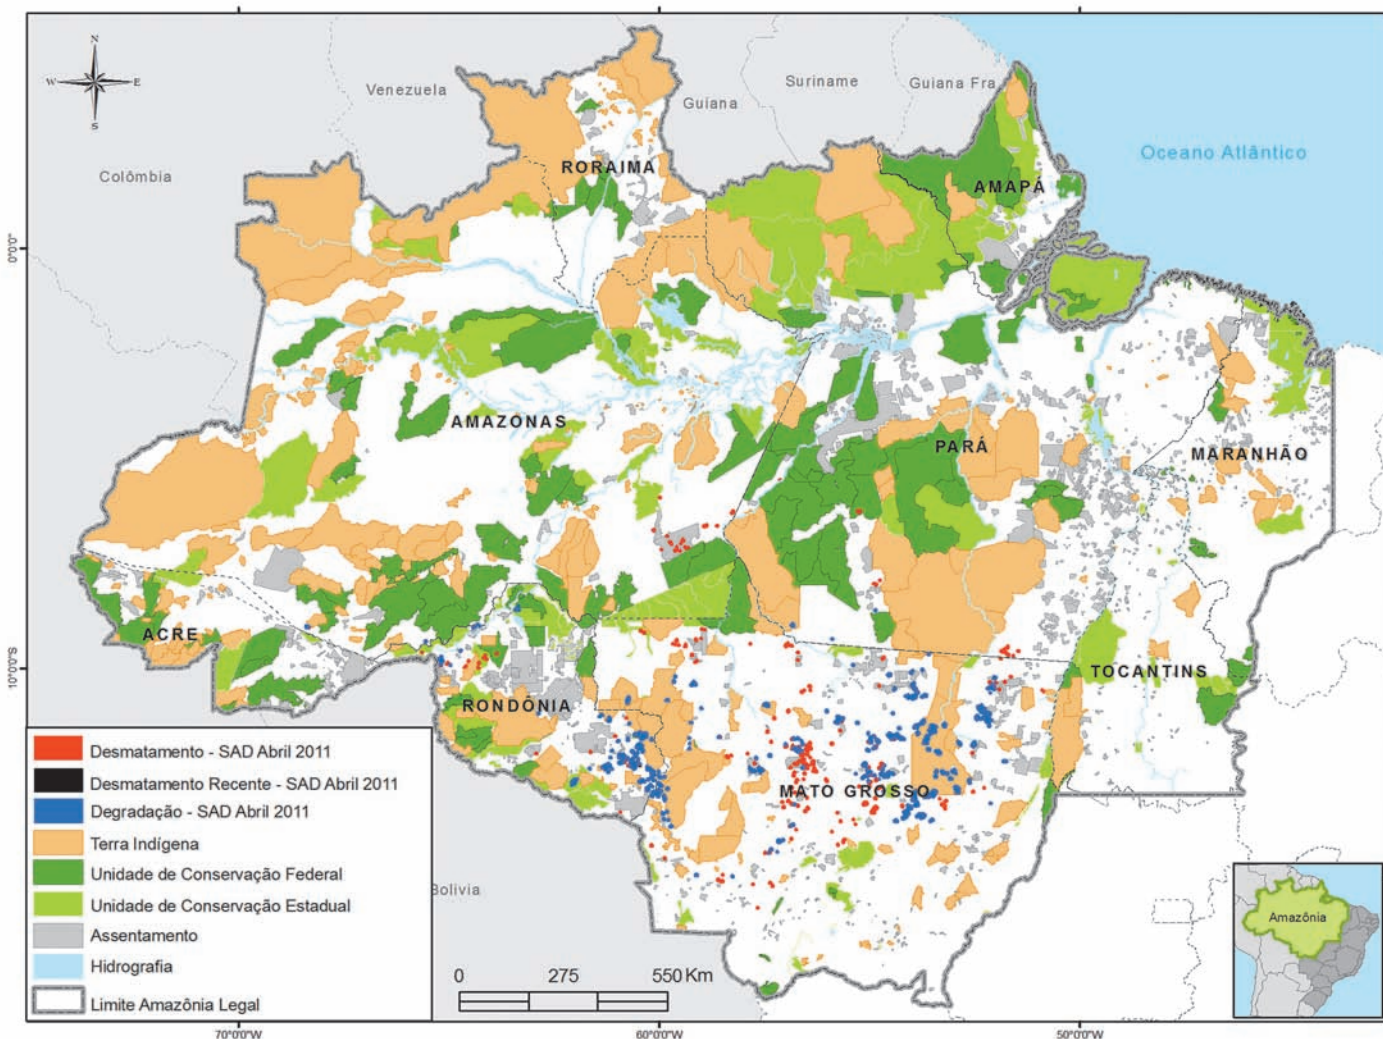 N
W
E
S
Venezuela
Guíana
Suriname
Guiana Fra
Colômbia
Oceano Atlântico
RORAIMA
AMAPÁ
0°0'0"
AMAZONAS
PARÁ
MARANHÃO
ACRE
10°0'0"S
RONDÔNIA
TOCANTINS
MATO GROSSO
Bolivia
Desmatamento - SAD Abril 2011
Desmatamento Recente - SAD Abril 2011
Degradação - SAD Abril 2011
Terra Indígena
Unidade de Conservação Federal
Unidade de Conservação Estadual
Assentamento
Hidrografia
Limite Amazônia Legal
0 275 550 Km
Amazônia
70°0'0"W 60°0'0"W 50°0'0"W